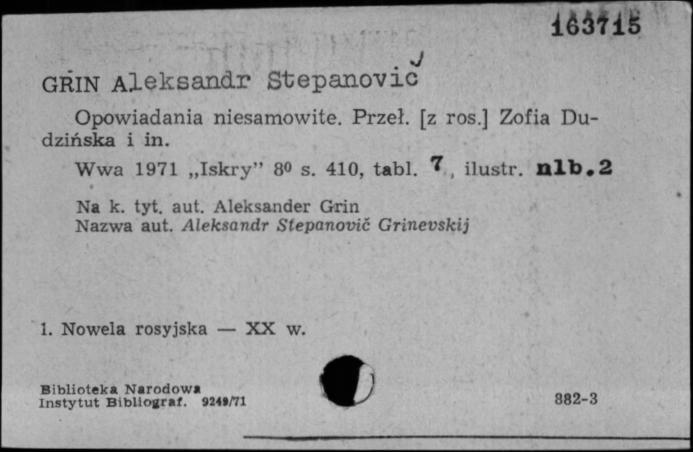 163715
GRIN Aleksandr Stepanovič
Opowiadania niesamowite. Przeł. [z ros.] Zofia Du-
dzińska i in.
Wwa 1971 „Iskry” 8⁰ s. 410, tabl. 7, ilustr. nlb.2
Na k. tyt. aut. Aleksander Grin
Nazwa aut. Aleksandr Stepanovič Grinevskij
1. Nowela rosyjska — XX w.
Biblioteka Narodowa
Instytut Bibliograf. 9249/71
882-3